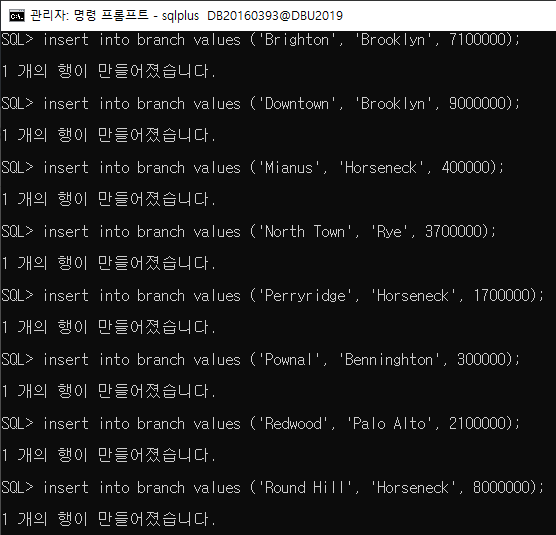 관리자: 명령 프롬프트 - sqlplus DB20160393@DBU2019
SQL> insert into branch values ('Brighton', 'Brooklyn', 7100000);
1 개의 행이 만들어졌습니다.
SQL> insert into branch values ('Downtown', 'Brooklyn', 9000000);
1 개의 행이 만들어졌습니다.
SQL> insert into branch values ('Mianus', 'Horseneck', 400000);
1 개의 행이 만들어졌습니다.
SQL> insert into branch values ('North Town', 'Rye', 3700000);
1 개의 행이 만들어졌습니다.
SQL> insert into branch values ('Perryridge', 'Horseneck', 1700000);
1 개의 행이 만들어졌습니다.
SQL> insert into branch values ('Pownal', 'Benninghton', 300000);
1 개의 행이 만들어졌습니다.
SQL> insert into branch values ('Redwood', 'Palo Alto', 2100000);
1 개의 행이 만들어졌습니다.
SQL> insert into branch values ('Round Hill', 'Horseneck', 8000000);
1 개의 행이 만들어졌습니다.